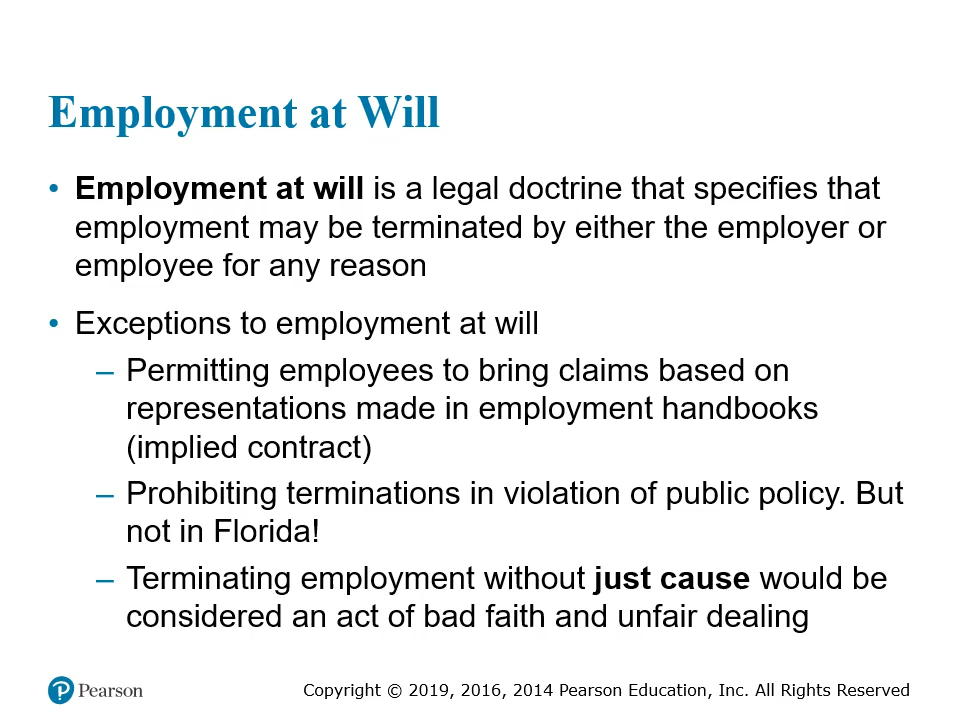 Employment at Will
• Employment at will is a legal doctrine that specifies that
employment may be terminated by either the employer or
employee for any reason
• Exceptions to employment at will
– Permitting employees to bring claims based on
representations made in employment handbooks
(implied contract)
– Prohibiting terminations in violation of public policy. But
not in Florida!
– Terminating employment without just cause would be
considered an act of bad faith and unfair dealing
P Pearson
Copyright © 2019, 2016, 2014 Pearson Education, Inc. All Rights Reserved